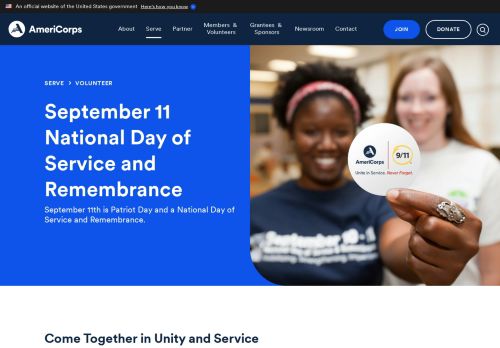 An official website of the United States government Here's how you know
AmeriCorps
About Serve Partner Members & Volunteers Grantees & Sponsors Newsroom Contact
JOIN
DONATE
SERVE > VOLUNTEER
September 11
National Day of
Service and
Remembrance
September 11th is Patriot Day and a National Day of
Service and Remembrance.
AmeriCorps
9/11
Unite in Service. Never Forget.
September 10 - 1
Come Together in Unity and Service